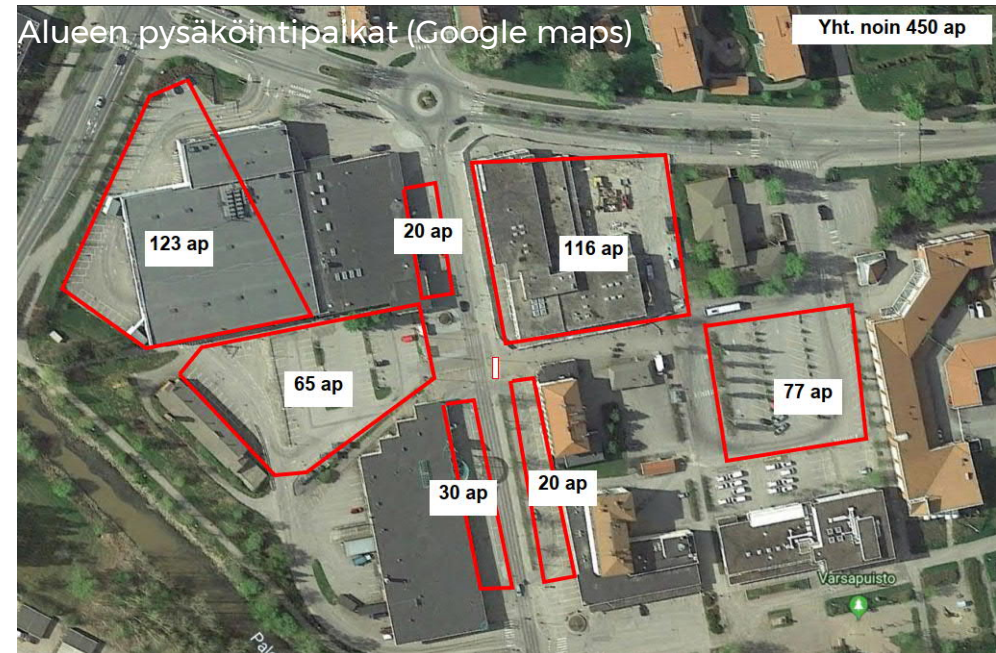 Alueen pysäköintipaikat (Google maps)
Yht. noin 450 ap
123 ap
20 ap
116 ap
65 ap
77 ap
30 ap
20 ap
Värsäpuisto